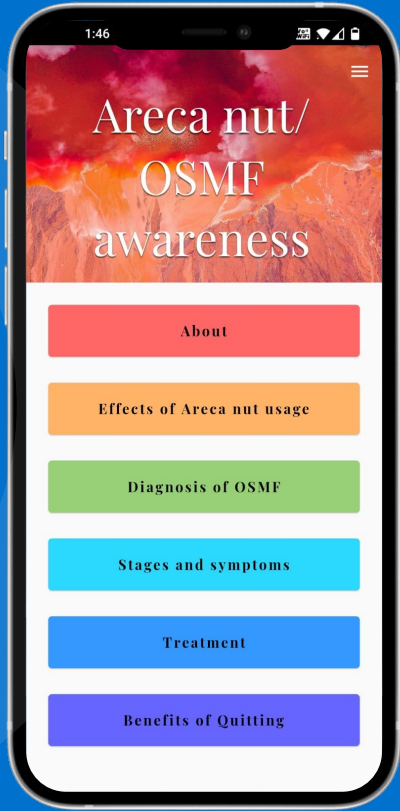 1:46
Areca nut/
OSMF
awareness
About
Effects of Areca nut usage
Diagnosis of OSMF
Stages and symptoms
Treatment
Benefits of Quitting